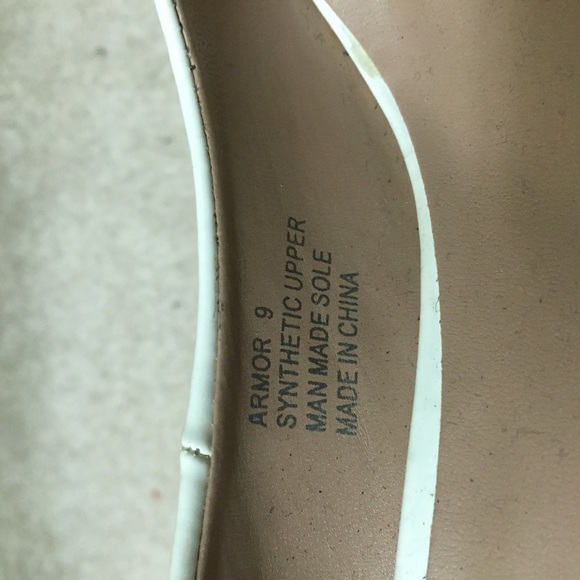 ARMOR 9
SYNTHETIC UPPER
MAN MADE SOLE
MADE IN CHINA